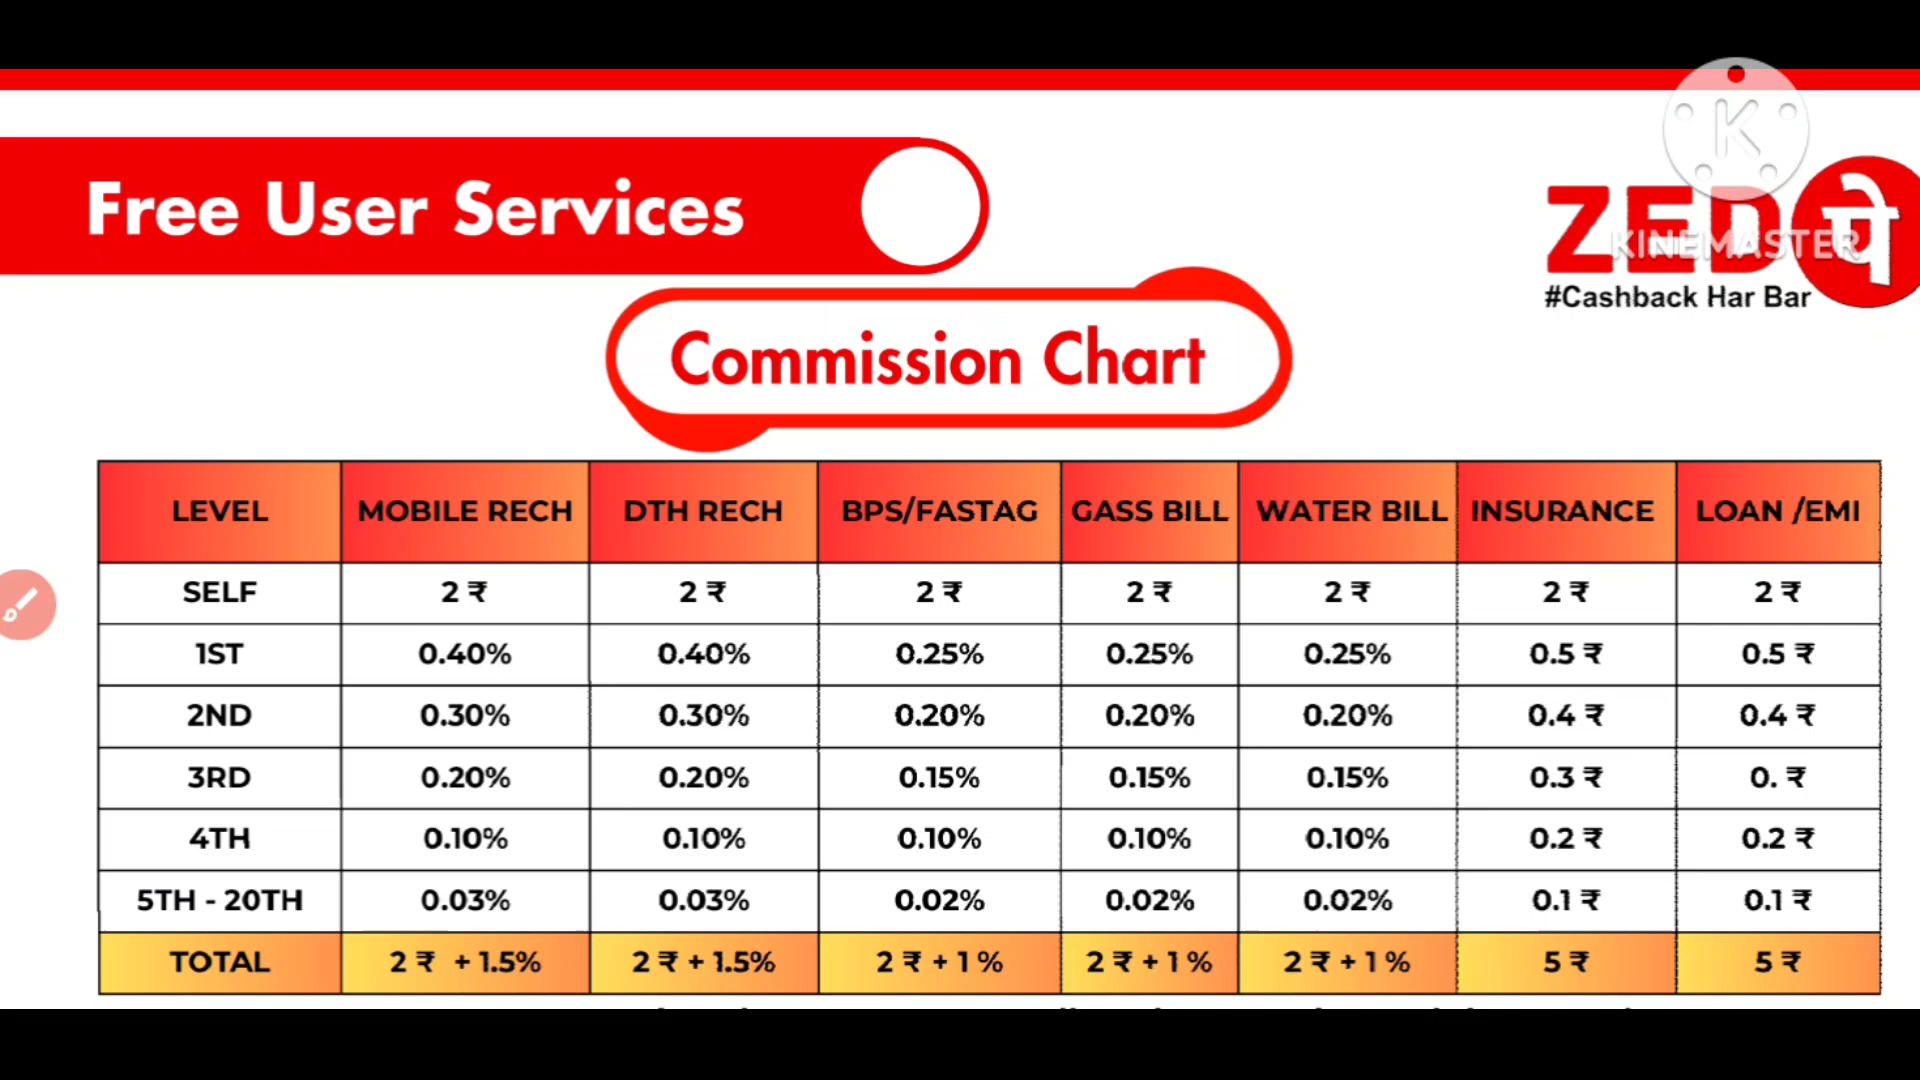 Free User Services
K
KINEMASTER
ZED पे
#Cashback Har Bar
Commission Chart
LEVEL MOBILE RECH DTH RECH BPS/FASTAG GASS BILL WATER BILL INSURANCE LOAN /EMI
SELF 2 ₹ 2 ₹ 2 ₹ 2 ₹ 2 ₹ 2 ₹ 2 ₹
1ST 0.40% 0.40% 0.25% 0.25% 0.25% 0.5 ₹ 0.5 ₹
2ND 0.30% 0.30% 0.20% 0.20% 0.20% 0.4 ₹ 0.4 ₹
3RD 0.20% 0.20% 0.15% 0.15% 0.15% 0.3 ₹ 0. ₹
4TH 0.10% 0.10% 0.10% 0.10% 0.10% 0.2 ₹ 0.2 ₹
5TH - 20TH 0.03% 0.03% 0.02% 0.02% 0.02% 0.1 ₹ 0.1 ₹
TOTAL 2 ₹ + 1.5% 2 ₹ + 1.5% 2 ₹ + 1 % 2 ₹ + 1 % 2 ₹ + 1 % 5 ₹ 5 ₹